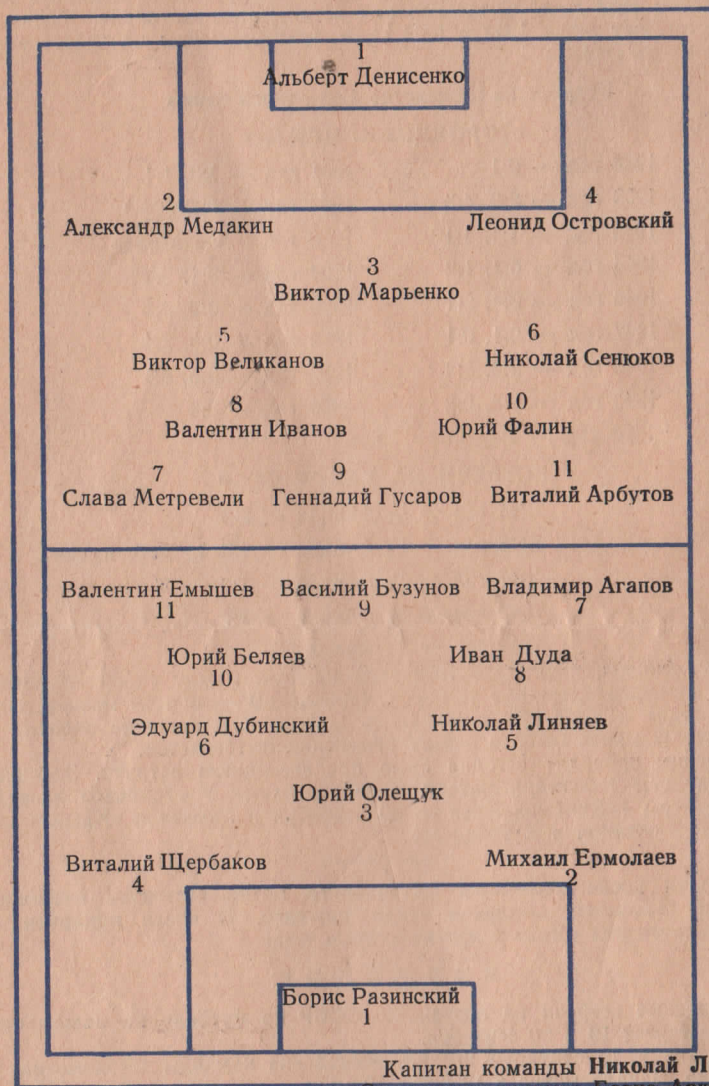 1
Альберт Денисенко
2 4
Александр Медакин Леонид Островский
3
Виктор Марьенко
5 6
Виктор Великанов Николай Сенюков
8 10
Валентин Иванов Юрий Фалин
7 9 11
Слава Метревели Геннадий Гусаров Виталий Арбутов
Валентин Емышев Василий Бузунов Владимир Агапов
11 9 7
Юрий Беляев Иван Дуда
10 8
Эдуард Дубинский Николай Линяев
6 5
Юрий Олещук
3
Виталий Щербаков Михаил Ермолаев
4 2
Борис Разинский
1
Капитан команды Николай Л